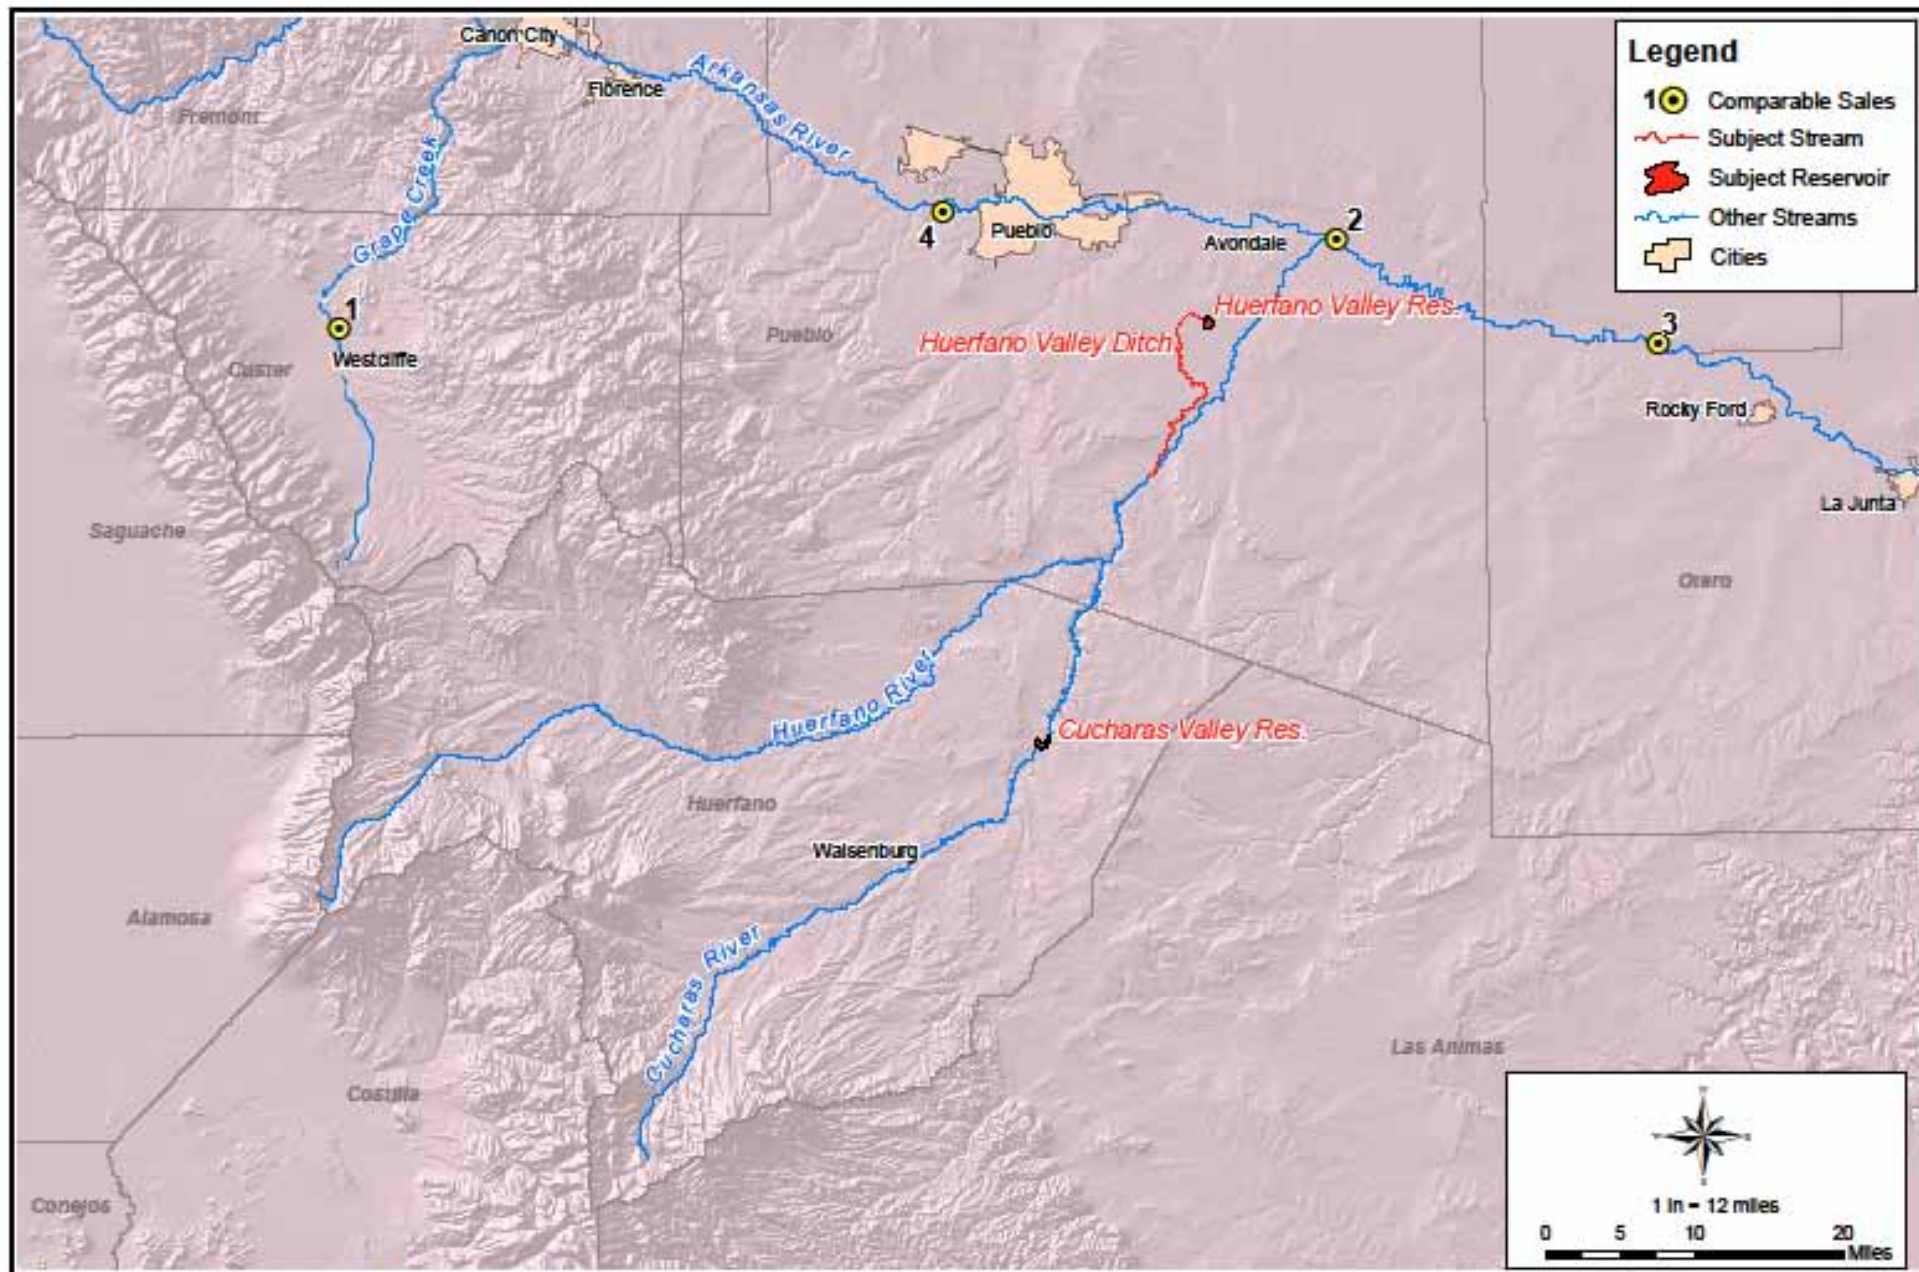 Canon City
Florence
Arkansas River
Fremont
Grape Creek
4
Pueblo
Avondale
2
1
Westcliffe
Custer
Pueblo
Huerfano Valley Res.
Huerfano Valley Ditch
3
Rocky Ford
La Junta
Saguache
Otero
Huerfano River
Cucharas Valley Res.
Huerfano
Walsenburg
Alamosa
Cucharas River
Costilla
Las Animas
Conejos
Legend
1 Comparable Sales
Subject Stream
Subject Reservoir
Other Streams
Cities
1 in = 12 miles
0 5 10 20
Miles